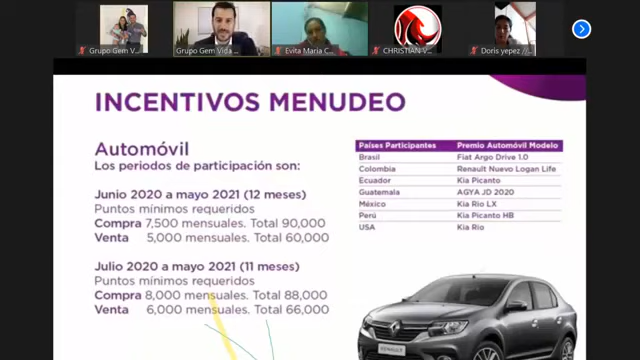 Grupo Gem V...
Grupo Gem Vida ...
Evita Maria C...
CHRISTIAN V...
Doris yepez //...
INCENTIVOS MENUDEO
Automóvil
Los periodos de participación son:
Junio 2020 a mayo 2021 (12 meses)
Puntos mínimos requeridos
Compra 7,500 mensuales. Total 90,000
Venta 5,000 mensuales. Total 60,000
Julio 2020 a mayo 2021 (11 meses)
Puntos mínimos requeridos
Compra 8,000 mensuales. Total 88,000
Venta 6,000 mensuales. Total 66,000
Países Participantes Premio Automóvil Modelo
Brasil Fiat Argo Drive 1.0
Colombia Renault Nuevo Logan Life
Ecuador Kia Picanto
Guatemala AGYA JD 2020
México Kia Rio LX
Perú Kia Picanto HB
USA Kia Rio
RENAULT